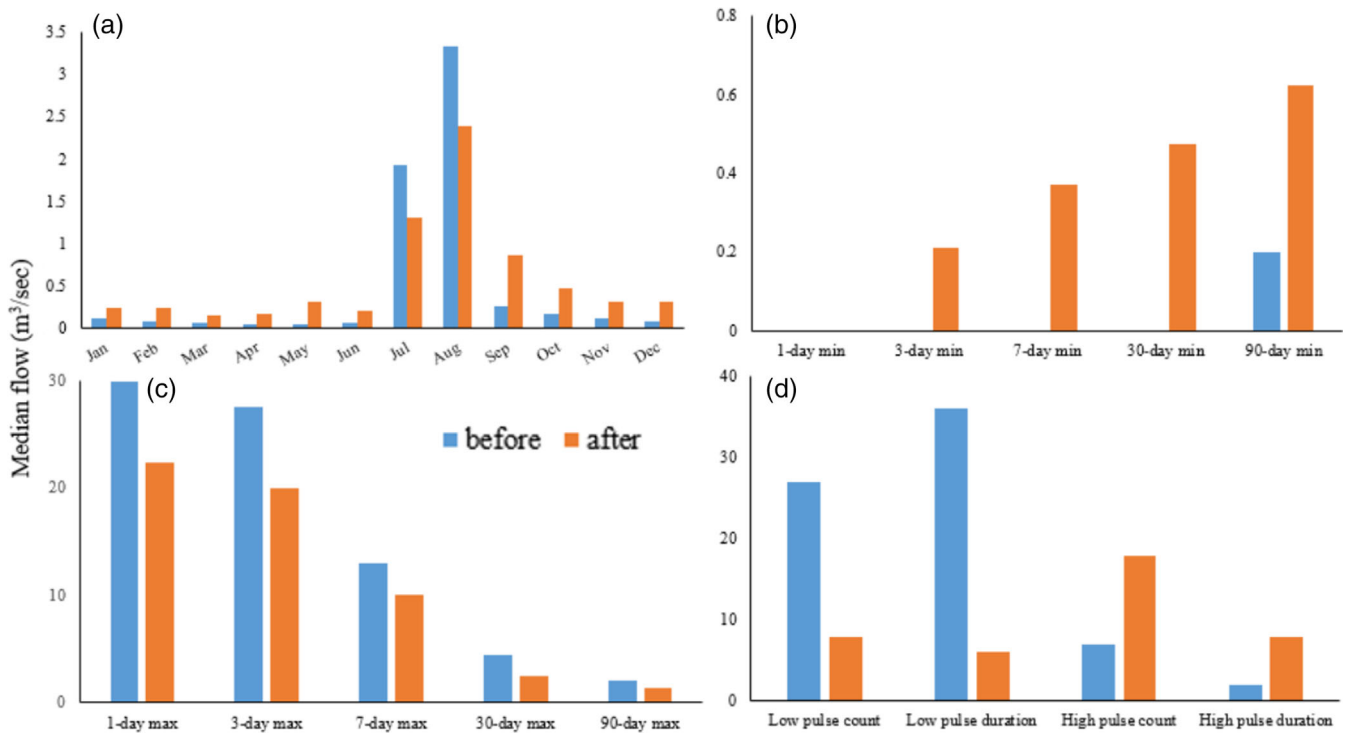 Median flow (m³/sec)
(a)
3.5
3
2.5
2
1.5
1
0.5
0
Jan Feb Mar Apr May Jun Jul Aug Sep Oct Nov Dec
(b)
0.8
0.6
0.4
0.2
0
1-day min 3-day min 7-day min 30-day min 90-day min
(c)
30
20
10
0
before after
1-day max 3-day max 7-day max 30-day max 90-day max
(d)
40
30
20
10
0
Low pulse count Low pulse duration High pulse count High pulse duration